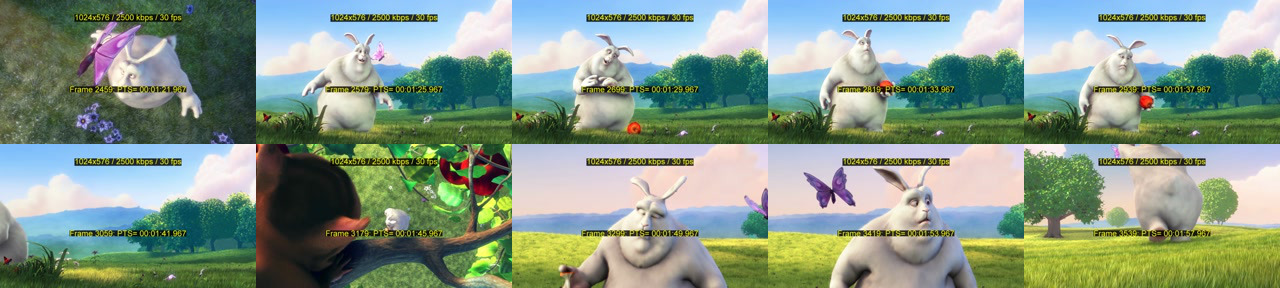 1024x576 / 2500 kbps / 30 fps
1024x576 / 2500 kbps / 30 fps
1024x576 / 2500 kbps / 30 fps
1024x576 / 2500 kbps / 30 fps
1024x576 / 2500 kbps / 30 fps
Frame 2459: PTS= 00:01:21.967
Frame 2579: PTS= 00:01:25.967
Frame 2699: PTS= 00:01:29.967
Frame 2819: PTS= 00:01:33.967
Frame 2939: PTS= 00:01:37.967
1024x576 / 2500 kbps / 30 fps
1024x576 / 2500 kbps / 30 fps
1024x576 / 2500 kbps / 30 fps
1024x576 / 2500 kbps / 30 fps
1024x576 / 2500 kbps / 30 fps
Frame 3059: PTS= 00:01:41.967
Frame 3179: PTS= 00:01:45.967
Frame 3299: PTS= 00:01:49.967
Frame 3419: PTS= 00:01:53.967
Frame 3539: PTS= 00:01:57.967